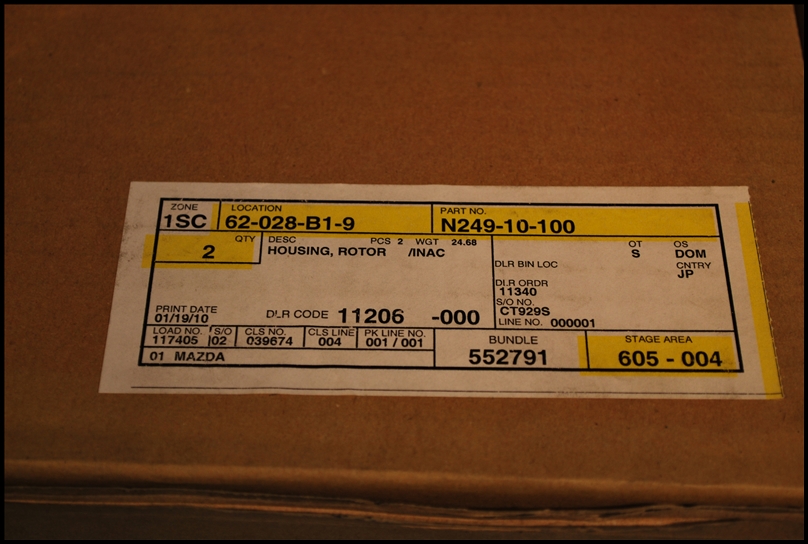 ZONE LOCATION PART NO.
1SC 62-028-B1-9 N249-10-100
QTY DESC PCS 2 WGT 24.68 OT OS
2 HOUSING, ROTOR /INAC S DOM
DLR BIN LOC CNTRY
JP
DLR ORDR
11340
PRINT DATE S/O NO.
01/19/10 DLR CODE 11206 -000 CT929S
LINE NO. 000001
LOAD NO. S/O CLS NO. CLS LINE PK LINE NO. BUNDLE STAGE AREA
117405 02 039674 004 001 / 001 552791 605 - 004
01 MAZDA